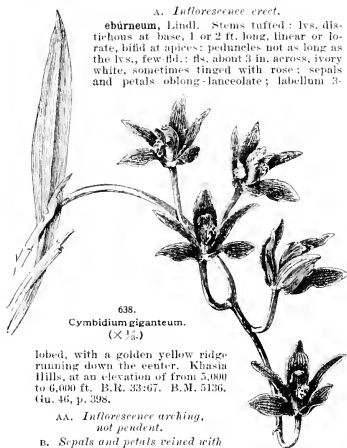 A. Inflorescence erect.
ebúrneum, Lindl. Stems tufted: lvs. dis-
tichous at base, 1 or 2 ft. long, linear or lo-
rate, bifid at apices: peduncles not as long as
the lvs., few-fld.: fls. about 3 in. across, ivory
white, sometimes tinged with rose; sepals
and petals oblong-lanceolate; labellum 3-
638.
Cymbidium giganteum.
(× ⅓.)
lobed, with a golden yellow ridge
running down the center. Khasia
Hills, at an elevation of from 5,000
to 6,000 ft. B.R. 33:67. B.M. 5126.
Gn. 46, p. 398.
AA. Inflorescence arching,
not pendent.
B. Sepals and petals veined with